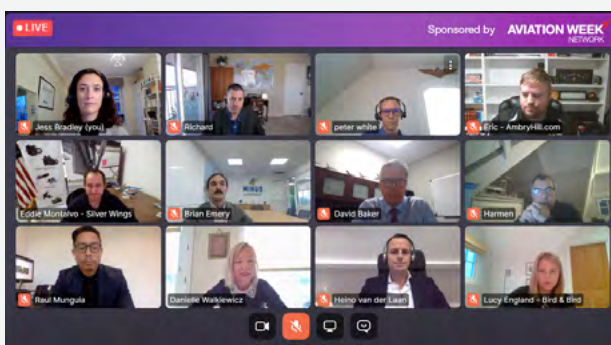 LIVE
Sponsored by AVIATION WEEK
NETWORK
Jess Bradley (you)
Richard
peter white
Eric - AmbryHill.com
Eddie Montalvo - Silver Wings
Brian Emery
David Baker
Harmen
Raul Munguia
Danielle Walkiewicz
Heino van der Laan
Lucy England - Bird & Bird